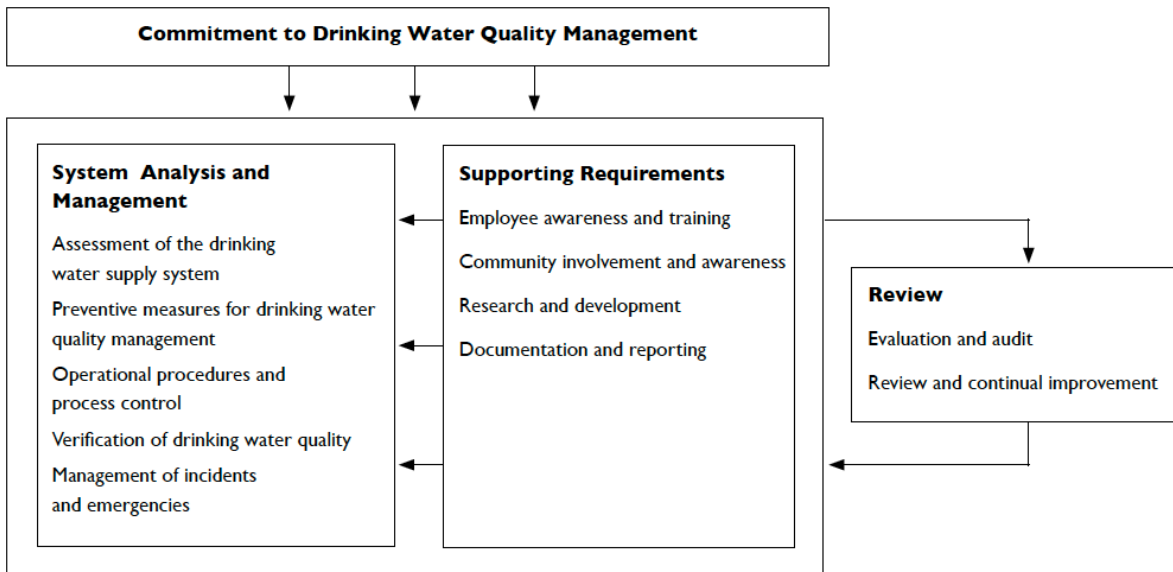 Commitment to Drinking Water Quality Management
System Analysis and
Management
Assessment of the drinking
water supply system
Preventive measures for drinking water
quality management
Operational procedures and
process control
Verification of drinking water quality
Management of incidents
and emergencies
Supporting Requirements
Employee awareness and training
Community involvement and awareness
Research and development
Documentation and reporting
Review
Evaluation and audit
Review and continual improvement